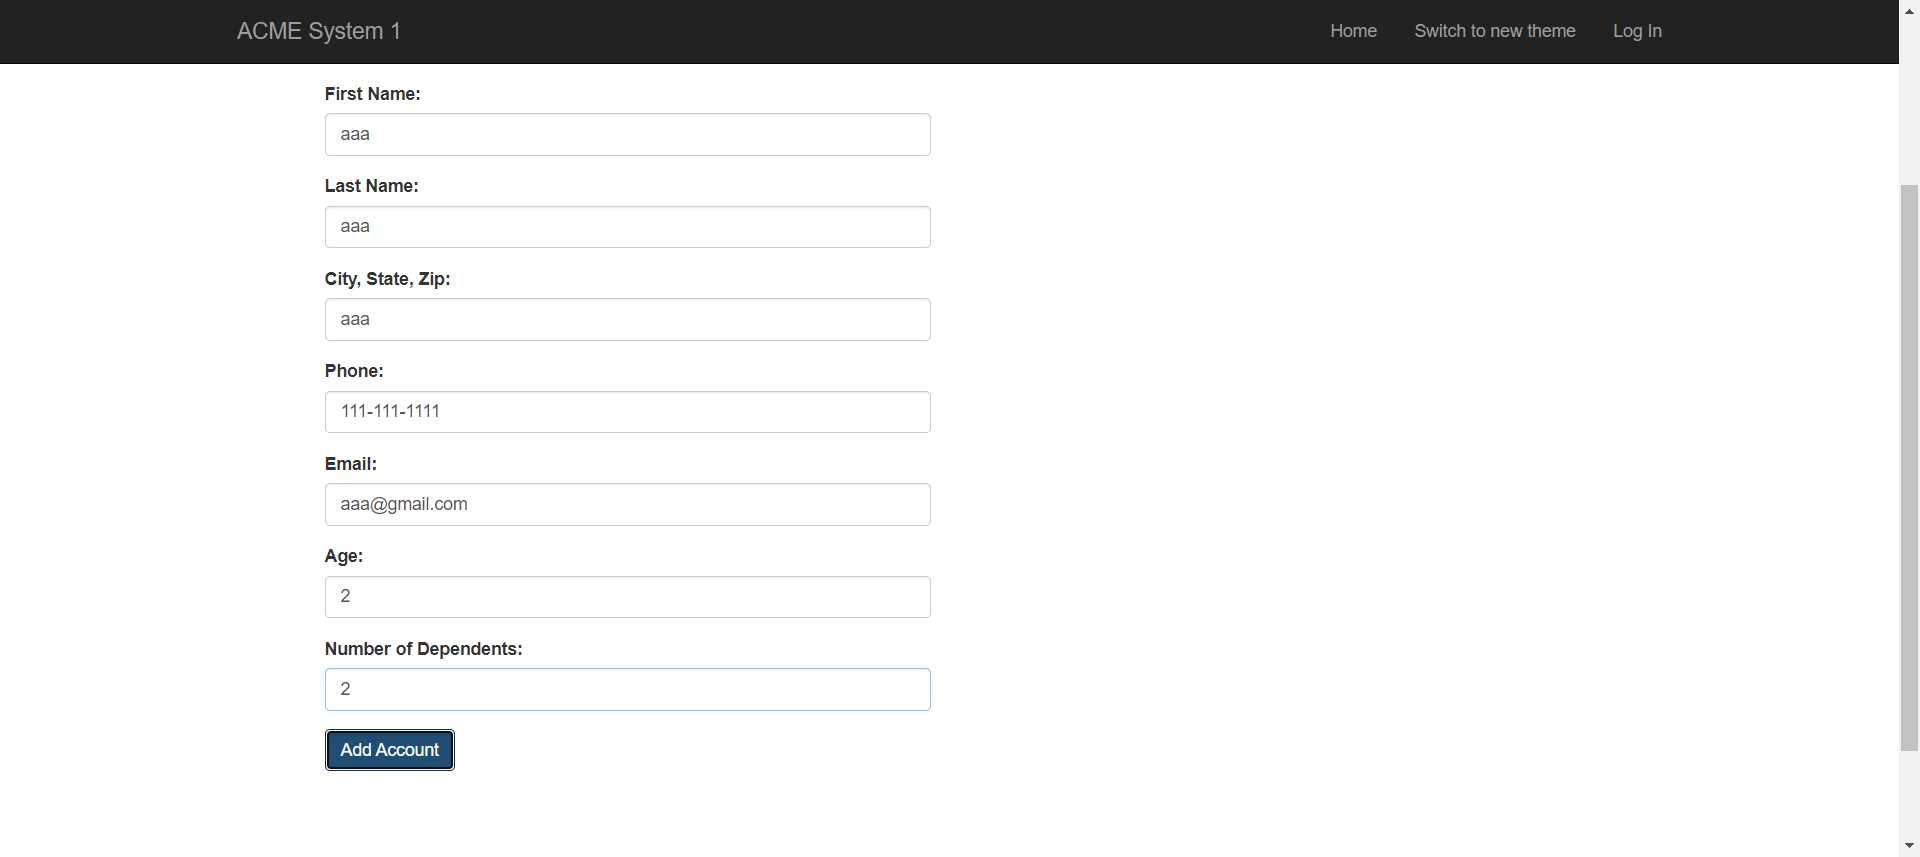 ACME System 1
Home
Switch to new theme
Log In
First Name:
aaa
Last Name:
aaa
City, State, Zip:
aaa
Phone:
111-111-1111
Email:
aaa@gmail.com
Age:
2
Number of Dependents:
2
Add Account